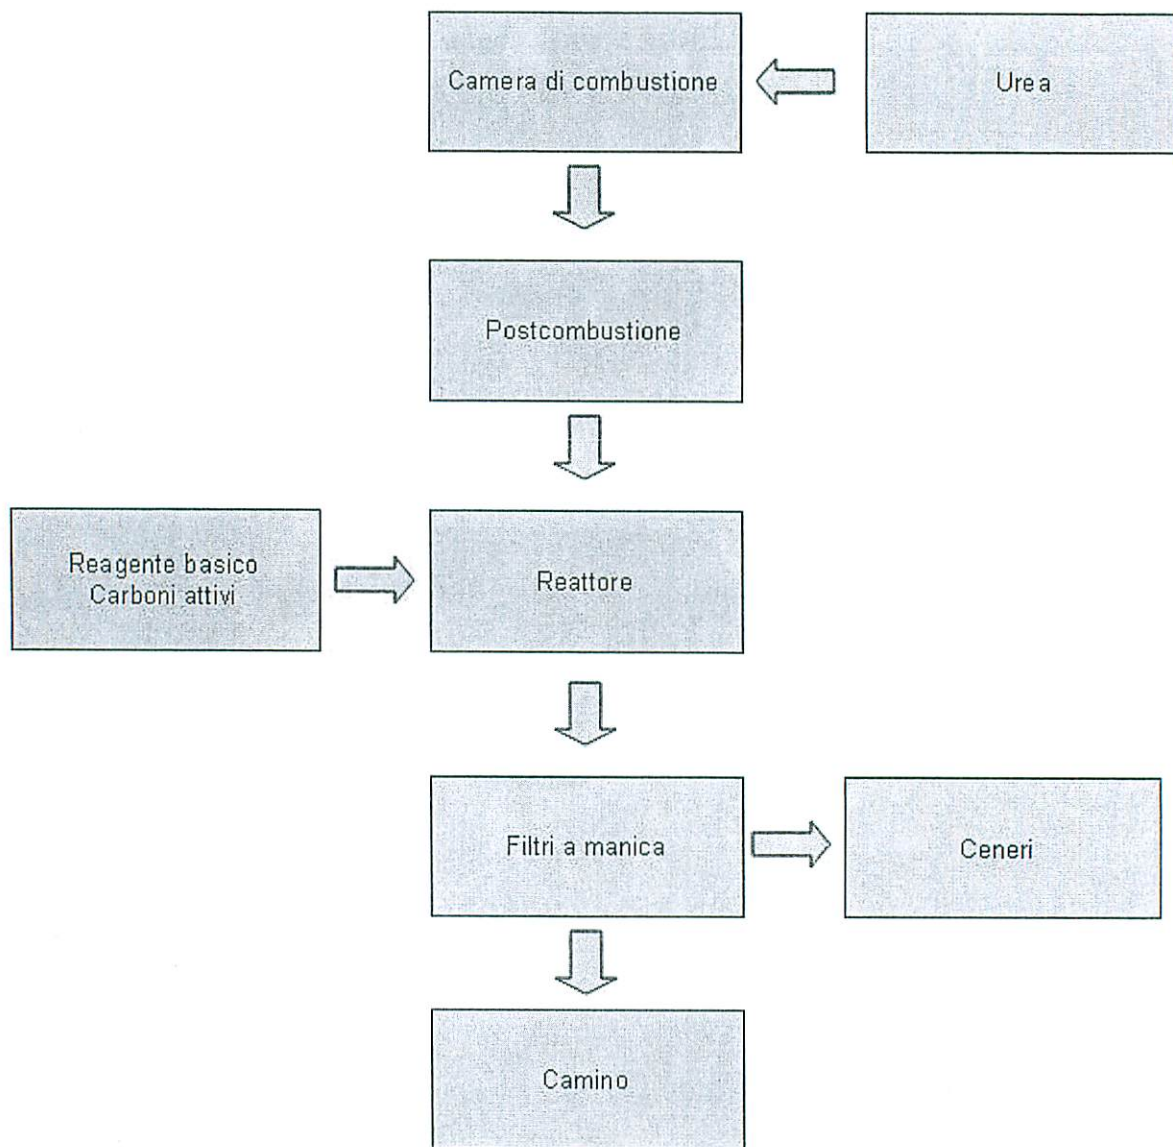 Camera di combustione
Urea
Postcombustione
Reagente basico
Carboni attivi
Reattore
Filtri a manica
Ceneri
Camino